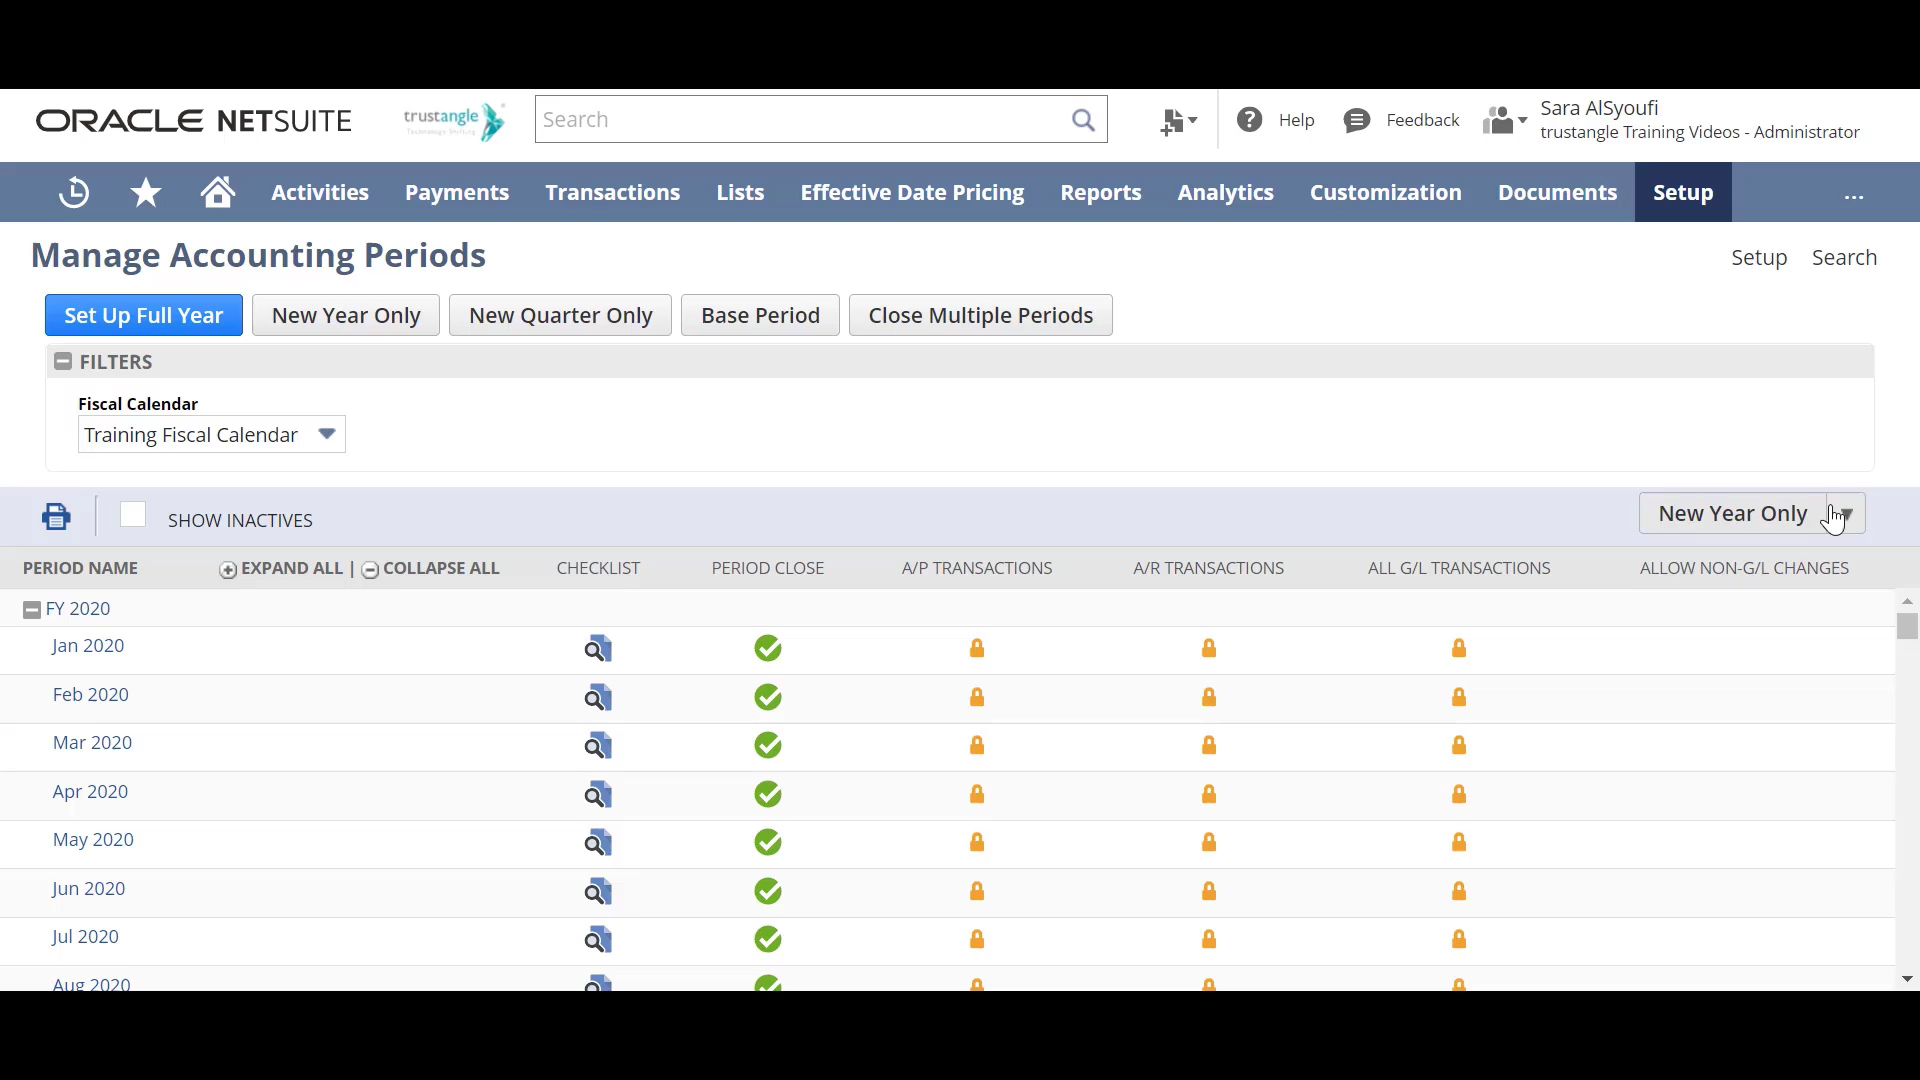 ORACLE NETSUITE
trustangle
Search
Help
Feedback
Sara AlSyoufi
trustangle Training Videos - Administrator
Activities Payments Transactions Lists Effective Date Pricing Reports Analytics Customization Documents Setup ...
Manage Accounting Periods
Setup Search
Set Up Full Year New Year Only New Quarter Only Base Period Close Multiple Periods
FILTERS
Fiscal Calendar
Training Fiscal Calendar
SHOW INACTIVES
New Year Only
PERIOD NAME EXPAND ALL | COLLAPSE ALL CHECKLIST PERIOD CLOSE A/P TRANSACTIONS A/R TRANSACTIONS ALL G/L TRANSACTIONS ALLOW NON-G/L CHANGES
FY 2020
Jan 2020
Feb 2020
Mar 2020
Apr 2020
May 2020
Jun 2020
Jul 2020
Aug 2020